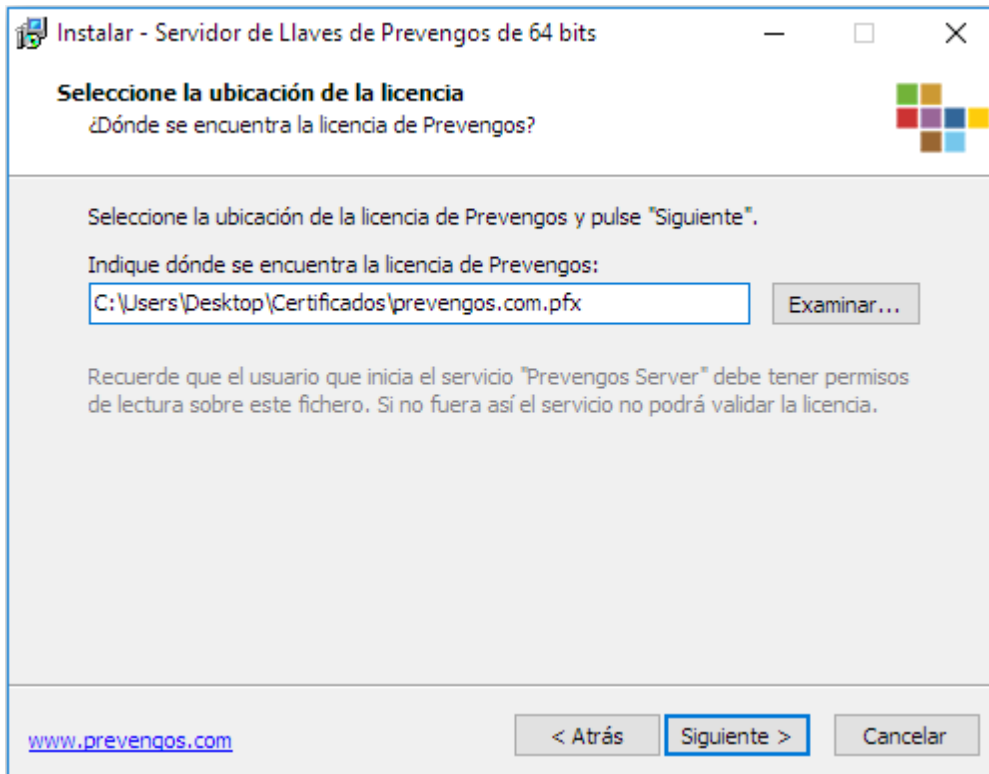 Instalar - Servidor de Llaves de Prevengos de 64 bits
Seleccione la ubicación de la licencia
¿Dónde se encuentra la licencia de Prevengos?
Seleccione la ubicación de la licencia de Prevengos y pulse "Siguiente".
Indique dónde se encuentra la licencia de Prevengos:
C:\Users\Desktop\Certificados\prevengos.com.pfx
Examinar...
Recuerde que el usuario que inicia el servicio "Prevengos Server" debe tener permisos
de lectura sobre este fichero. Si no fuera así el servicio no podrá validar la licencia.
www.prevengos.com
< Atrás
Siguiente >
Cancelar